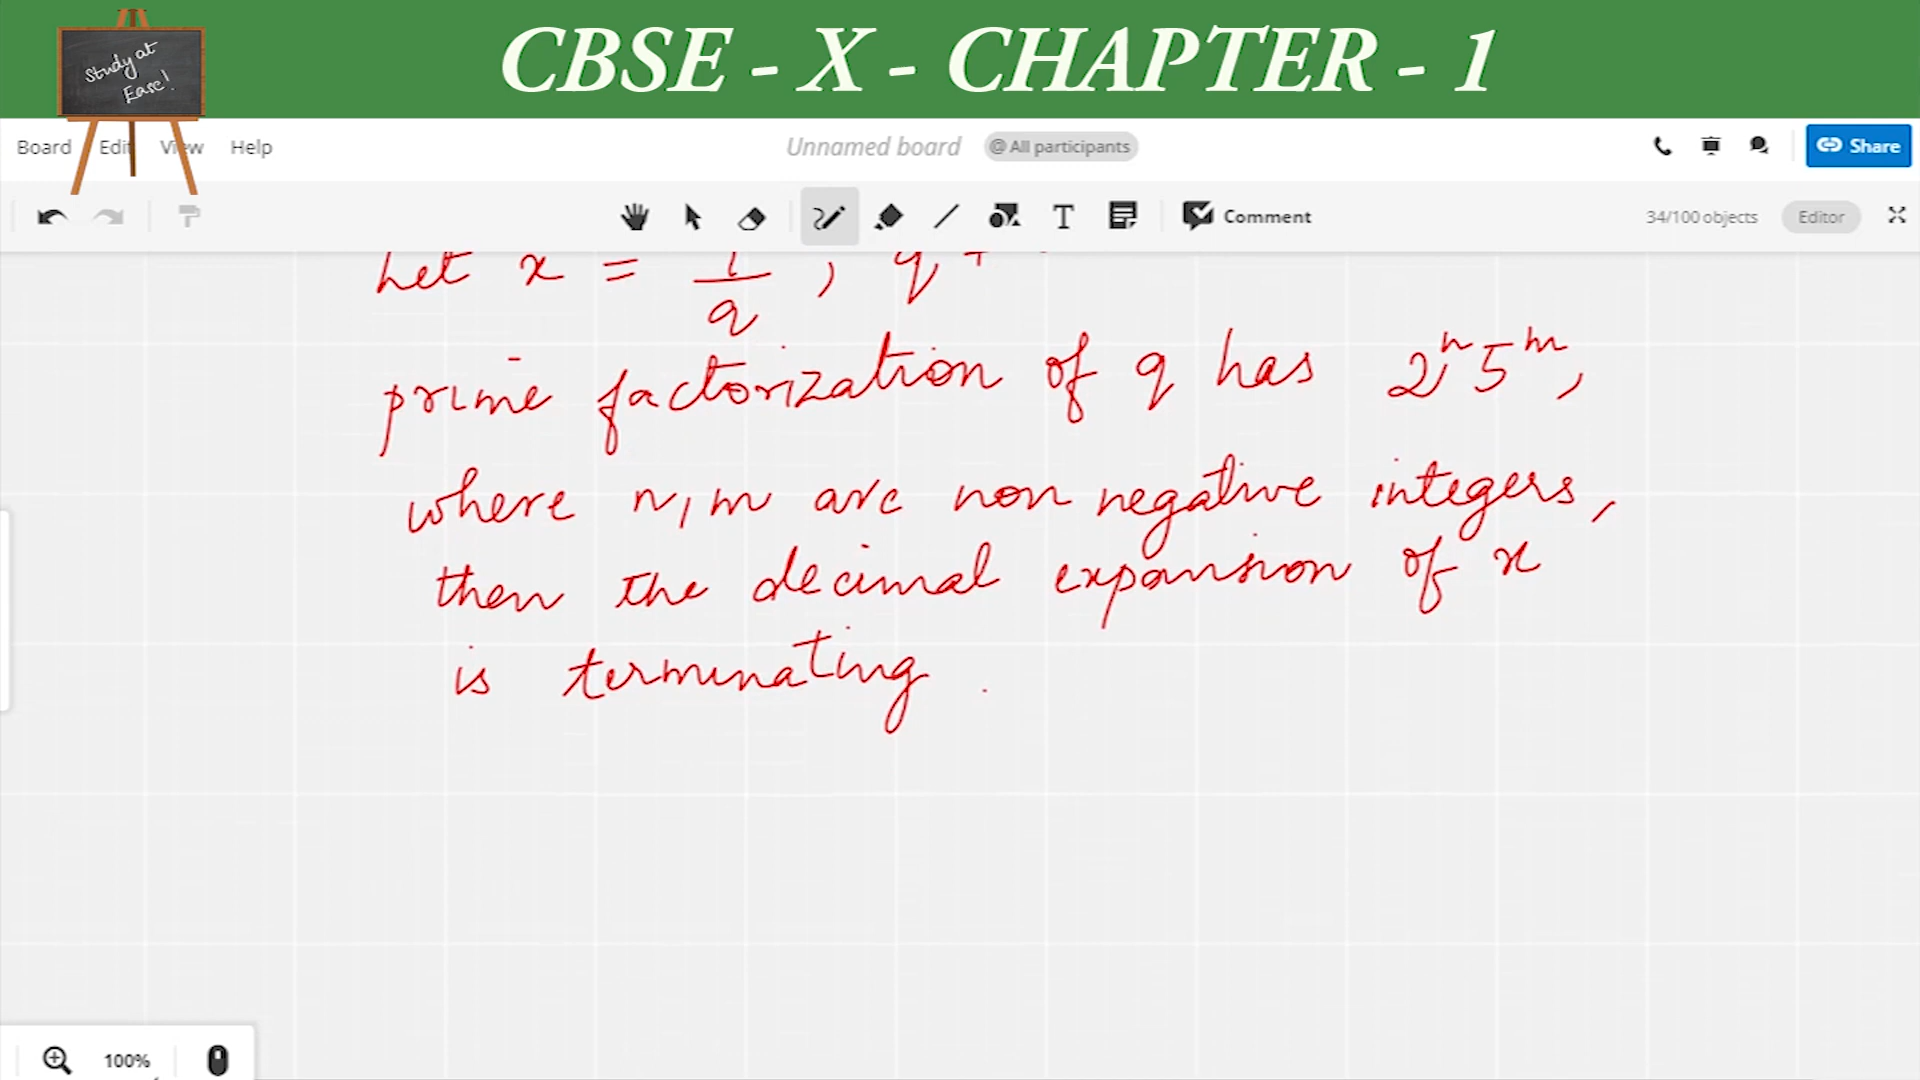 CBSE - X - CHAPTER - 1
Study at
Ease!
Board Edit View Help Unnamed board @ All participants Share
T Comment 34/100 objects Editor
Let x = /q , q
prime factorization of q has 2ⁿ5ᵐ,
where n, m are non negative integers,
then the decimal expansion of x
is terminating .
100%